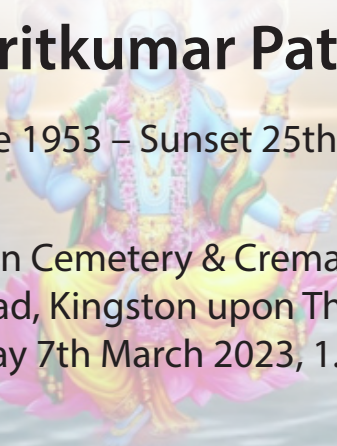 ritkumar Pat
e 1953 – Sunset 25th
n Cemetery & Crema
ad, Kingston upon Th
ay 7th March 2023, 1.